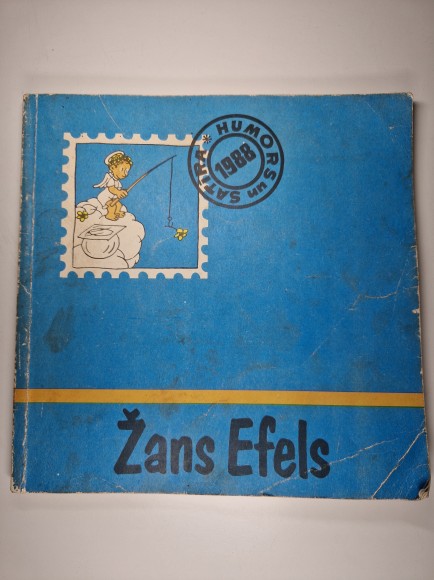 HUMORS un SATĪRA *
1988
Žans Efels